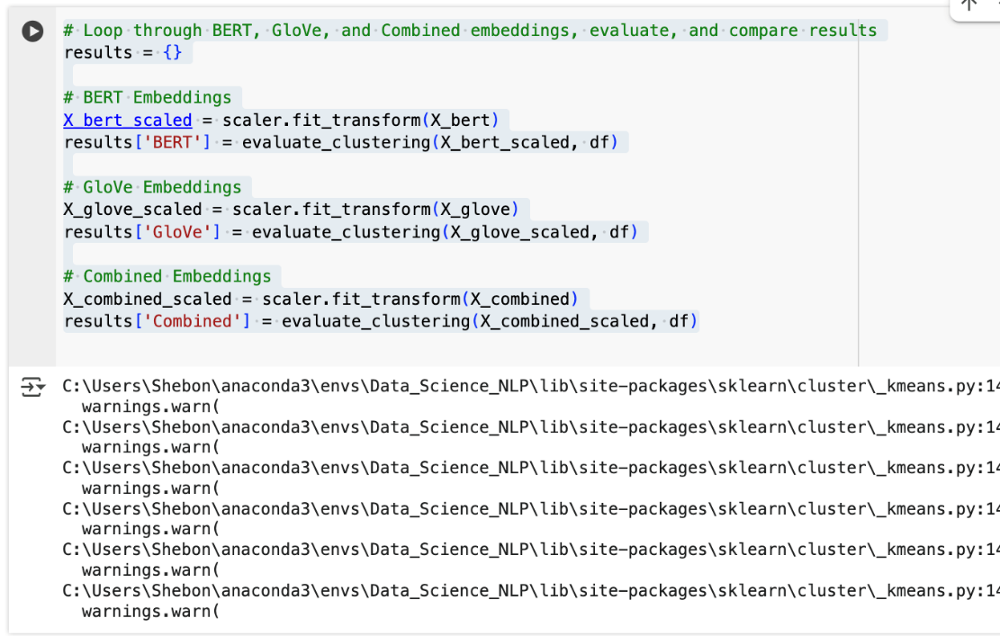 # Loop through BERT, GloVe, and Combined embeddings, evaluate, and compare results
results = {}
# BERT Embeddings
X_bert_scaled = scaler.fit_transform(X_bert)
results['BERT'] = evaluate_clustering(X_bert_scaled, df)
# GloVe Embeddings
X_glove_scaled = scaler.fit_transform(X_glove)
results['GloVe'] = evaluate_clustering(X_glove_scaled, df)
# Combined Embeddings
X_combined_scaled = scaler.fit_transform(X_combined)
results['Combined'] = evaluate_clustering(X_combined_scaled, df)
C:\Users\Shebon\anaconda3\envs\Data_Science_NLP\lib\site-packages\sklearn\cluster\_kmeans.py:14
warnings.warn(
C:\Users\Shebon\anaconda3\envs\Data_Science_NLP\lib\site-packages\sklearn\cluster\_kmeans.py:14
warnings.warn(
C:\Users\Shebon\anaconda3\envs\Data_Science_NLP\lib\site-packages\sklearn\cluster\_kmeans.py:14
warnings.warn(
C:\Users\Shebon\anaconda3\envs\Data_Science_NLP\lib\site-packages\sklearn\cluster\_kmeans.py:14
warnings.warn(
C:\Users\Shebon\anaconda3\envs\Data_Science_NLP\lib\site-packages\sklearn\cluster\_kmeans.py:14
warnings.warn(
C:\Users\Shebon\anaconda3\envs\Data_Science_NLP\lib\site-packages\sklearn\cluster\_kmeans.py:14
warnings.warn(